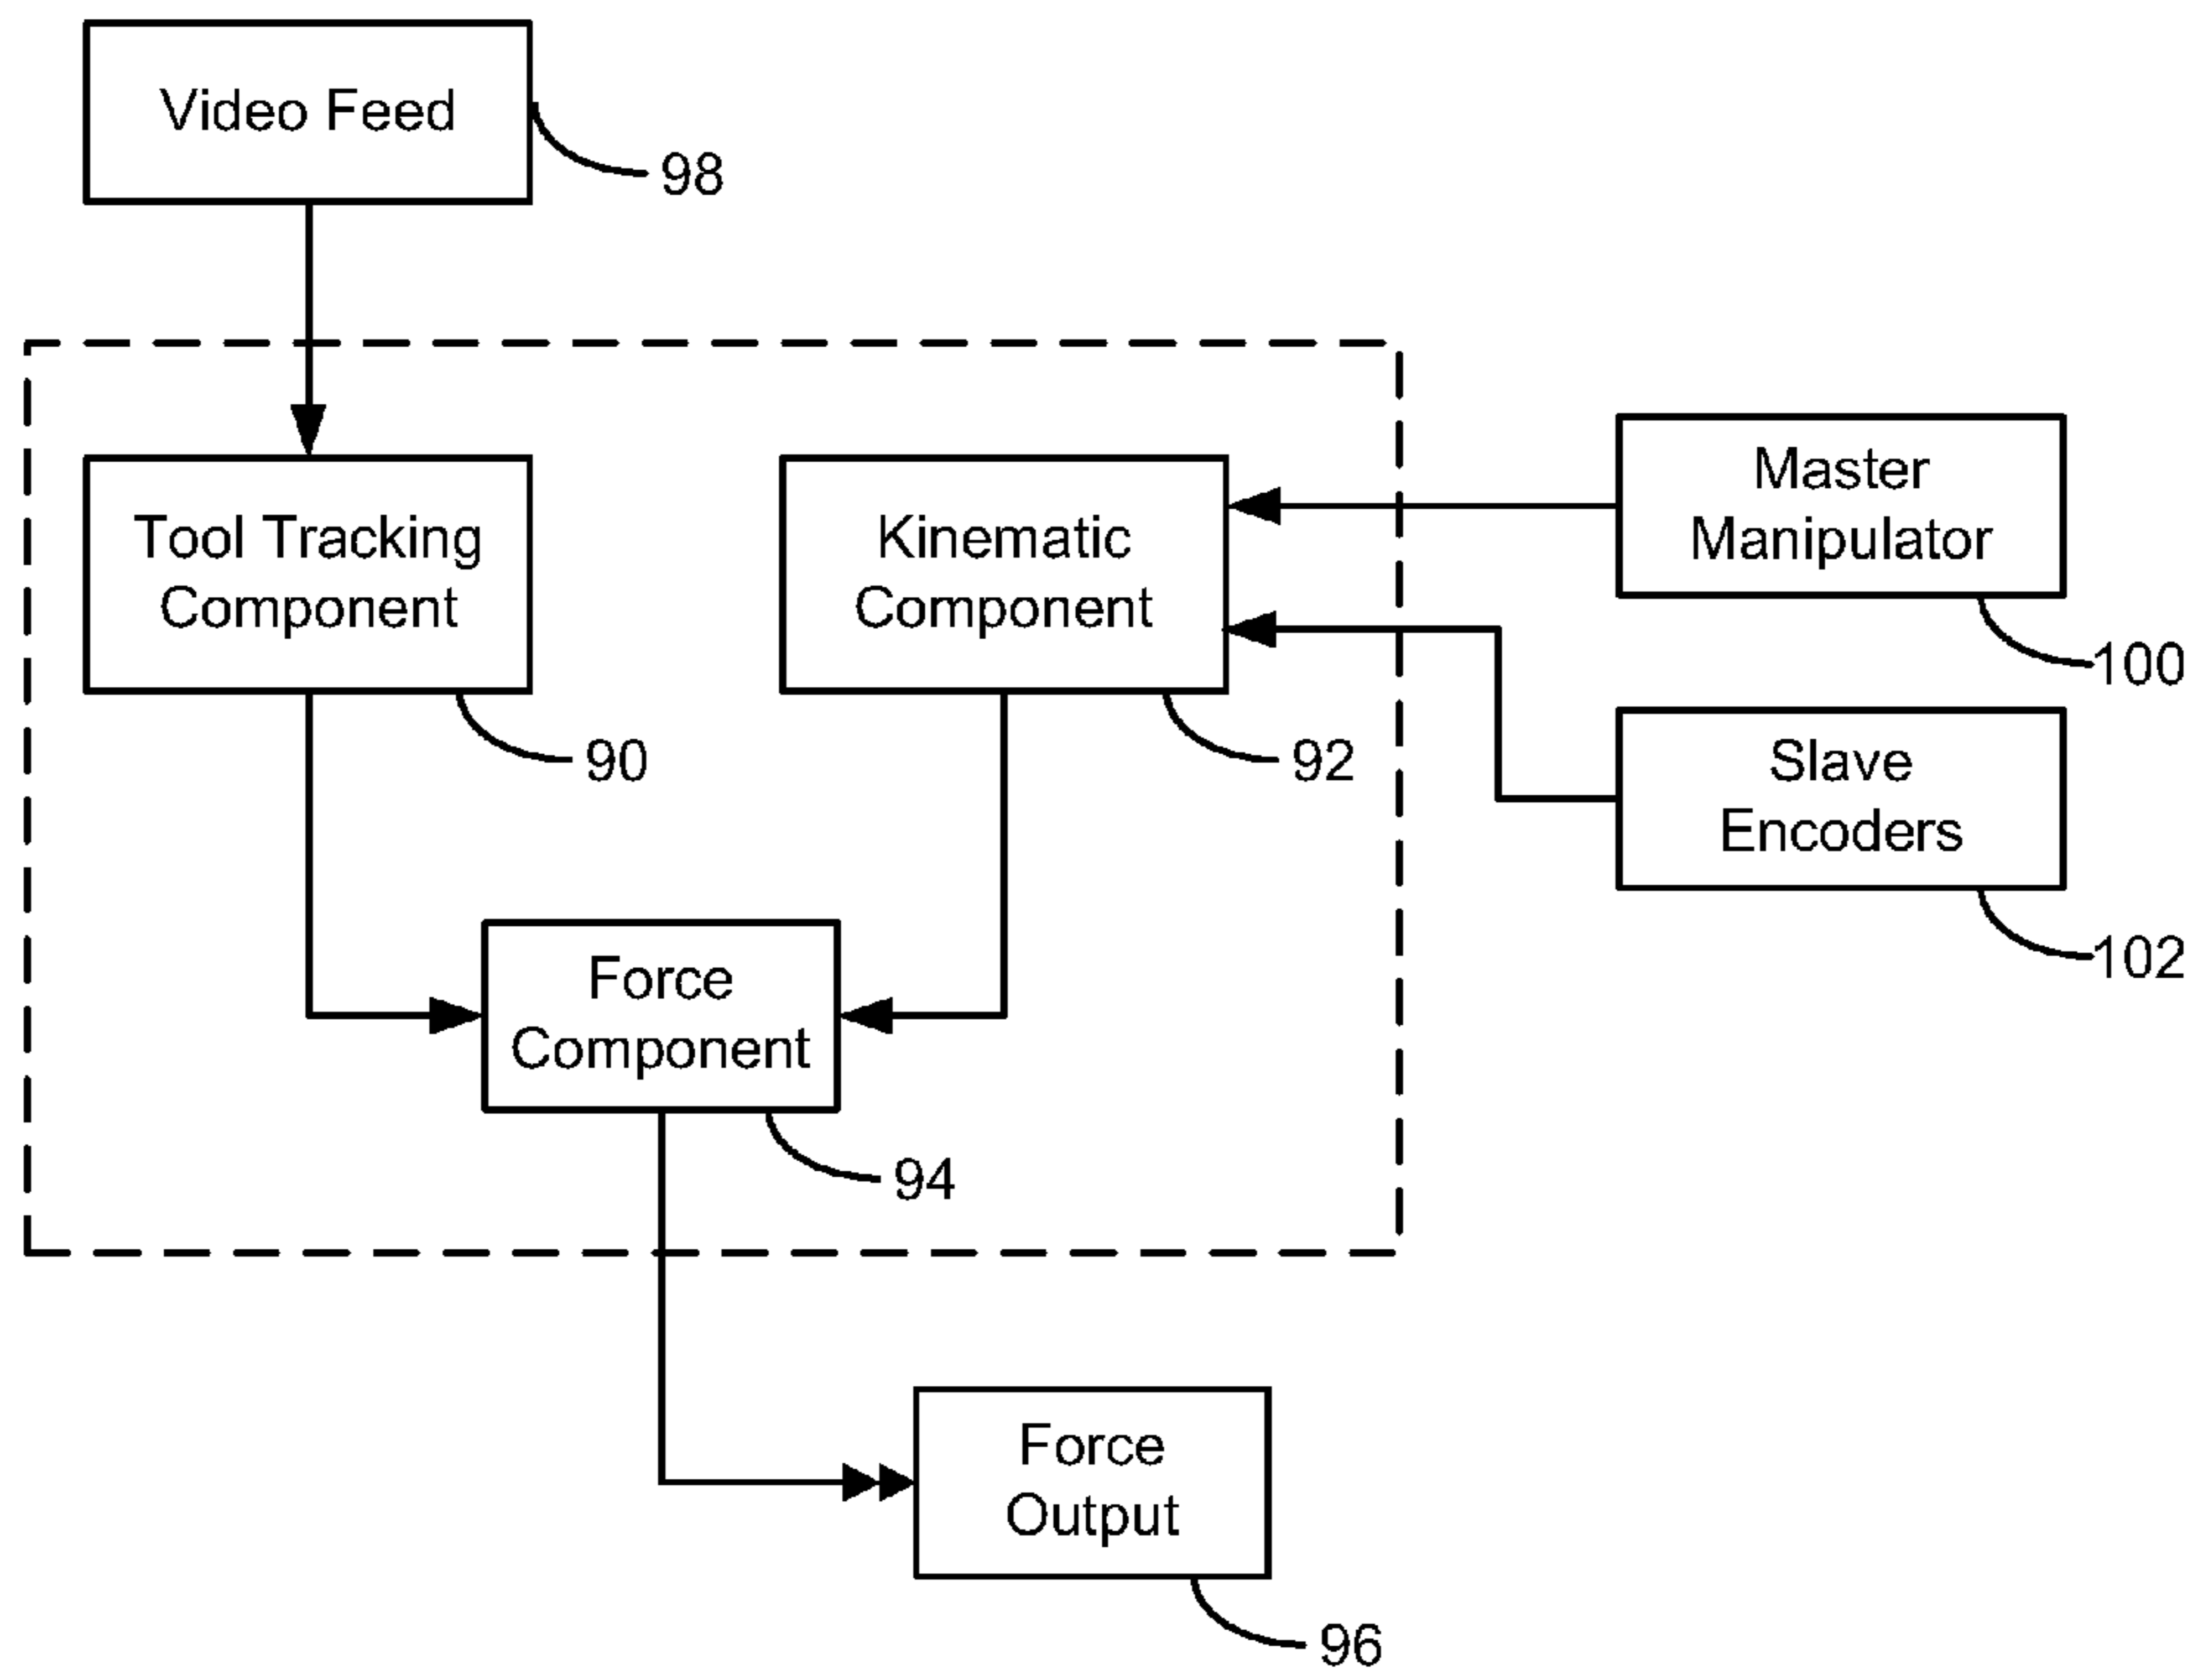 Video Feed
98
Tool Tracking
Component
90
Kinematic
Component
92
Master
Manipulator
100
Slave
Encoders
102
Force
Component
94
Force
Output
96